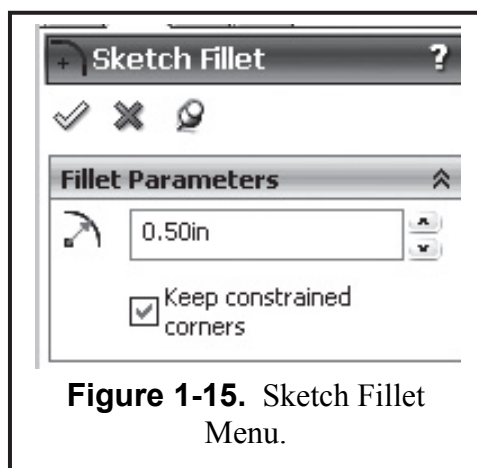 Sketch Fillet ?
Fillet Parameters
0.50in
Keep constrained
corners
Figure 1-15. Sketch Fillet
Menu.